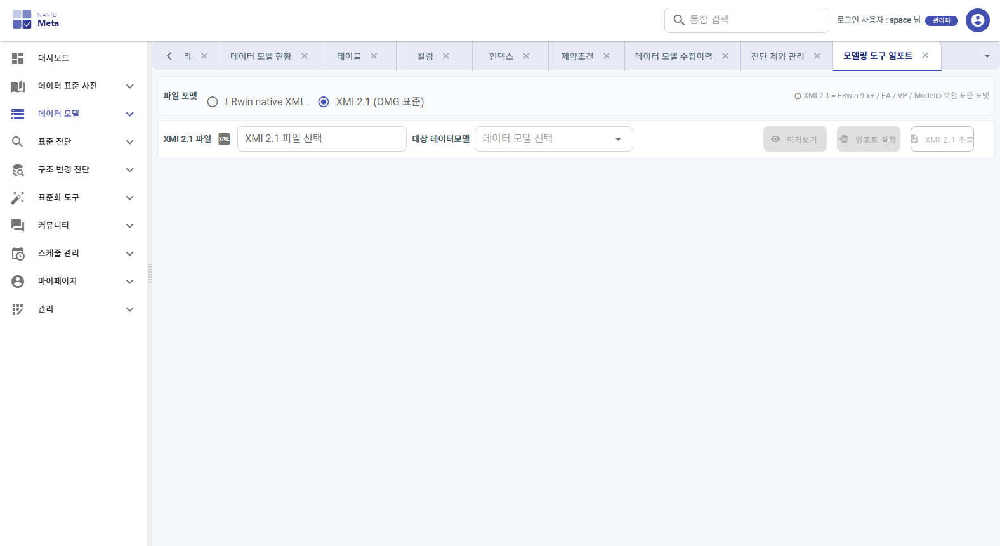 NAVID
Meta
통합 검색
로그인 사용자 : space 님
관리자
대시보드
데이터 표준 사전
데이터 모델
표준 진단
구조 변경 진단
표준화 도구
커뮤니티
스케줄 관리
마이페이지
관리
리
데이터 모델 현황
테이블
컬럼
인덱스
제약조건
데이터 모델 수집이력
진단 제외 관리
모델링 도구 임포트
파일 포맷
ERwin native XML
XMI 2.1 (OMG 표준)
XMI 2.1 = ERwin 9.x+ / EA / VP / Modelio 호환 표준 포맷
XMI 2.1 파일
XML
XMI 2.1 파일 선택
대상 데이터모델
데이터 모델 선택
미리보기
임포트 실행
XMI 2.1 추출